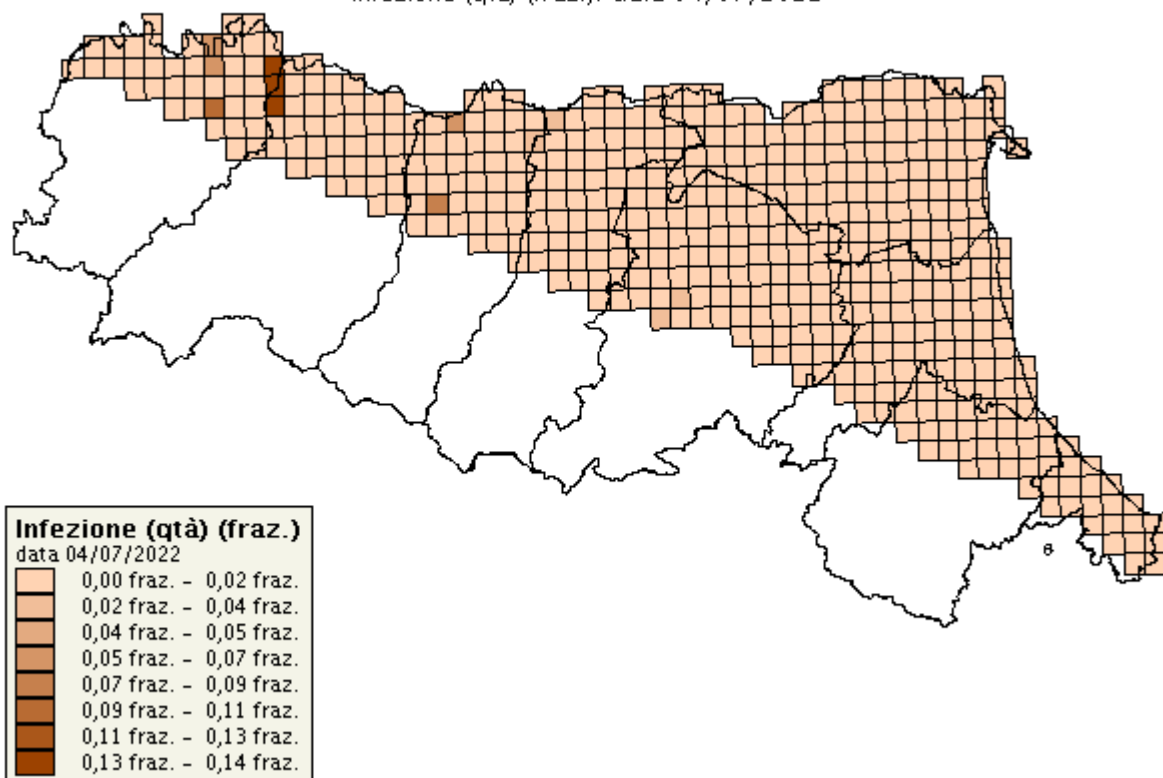 Infezione (qtà) (fraz.)
data 04/07/2022
0,00 fraz. - 0,02 fraz.
0,02 fraz. - 0,04 fraz.
0,04 fraz. - 0,05 fraz.
0,05 fraz. - 0,07 fraz.
0,07 fraz. - 0,09 fraz.
0,09 fraz. - 0,11 fraz.
0,11 fraz. - 0,13 fraz.
0,13 fraz. - 0,14 fraz.